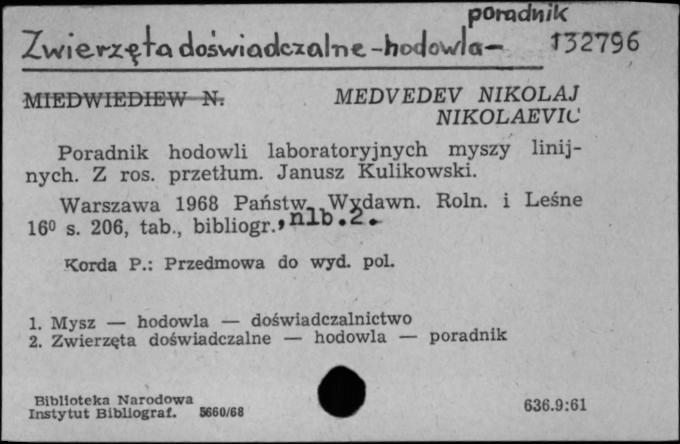 poradnik
Zwierzęta doświadczalne-hodowla- 132796
MIEDWIEDIEW N. MEDVEDEV NIKOLAJ
NIKOLAEVIČ
Poradnik hodowli laboratoryjnych myszy linij-
nych. Z ros. przetłum. Janusz Kulikowski.
Warszawa 1968 Państw. Wydawn. Roln. i Leśne
16⁰ s. 206, tab., bibliogr., nlb.2.
Korda P.: Przedmowa do wyd. pol.
1. Mysz — hodowla — doświadczalnictwo
2. Zwierzęta doświadczalne — hodowla — poradnik
Biblioteka Narodowa
Instytut Bibliograf. 5660/68 636.9:61